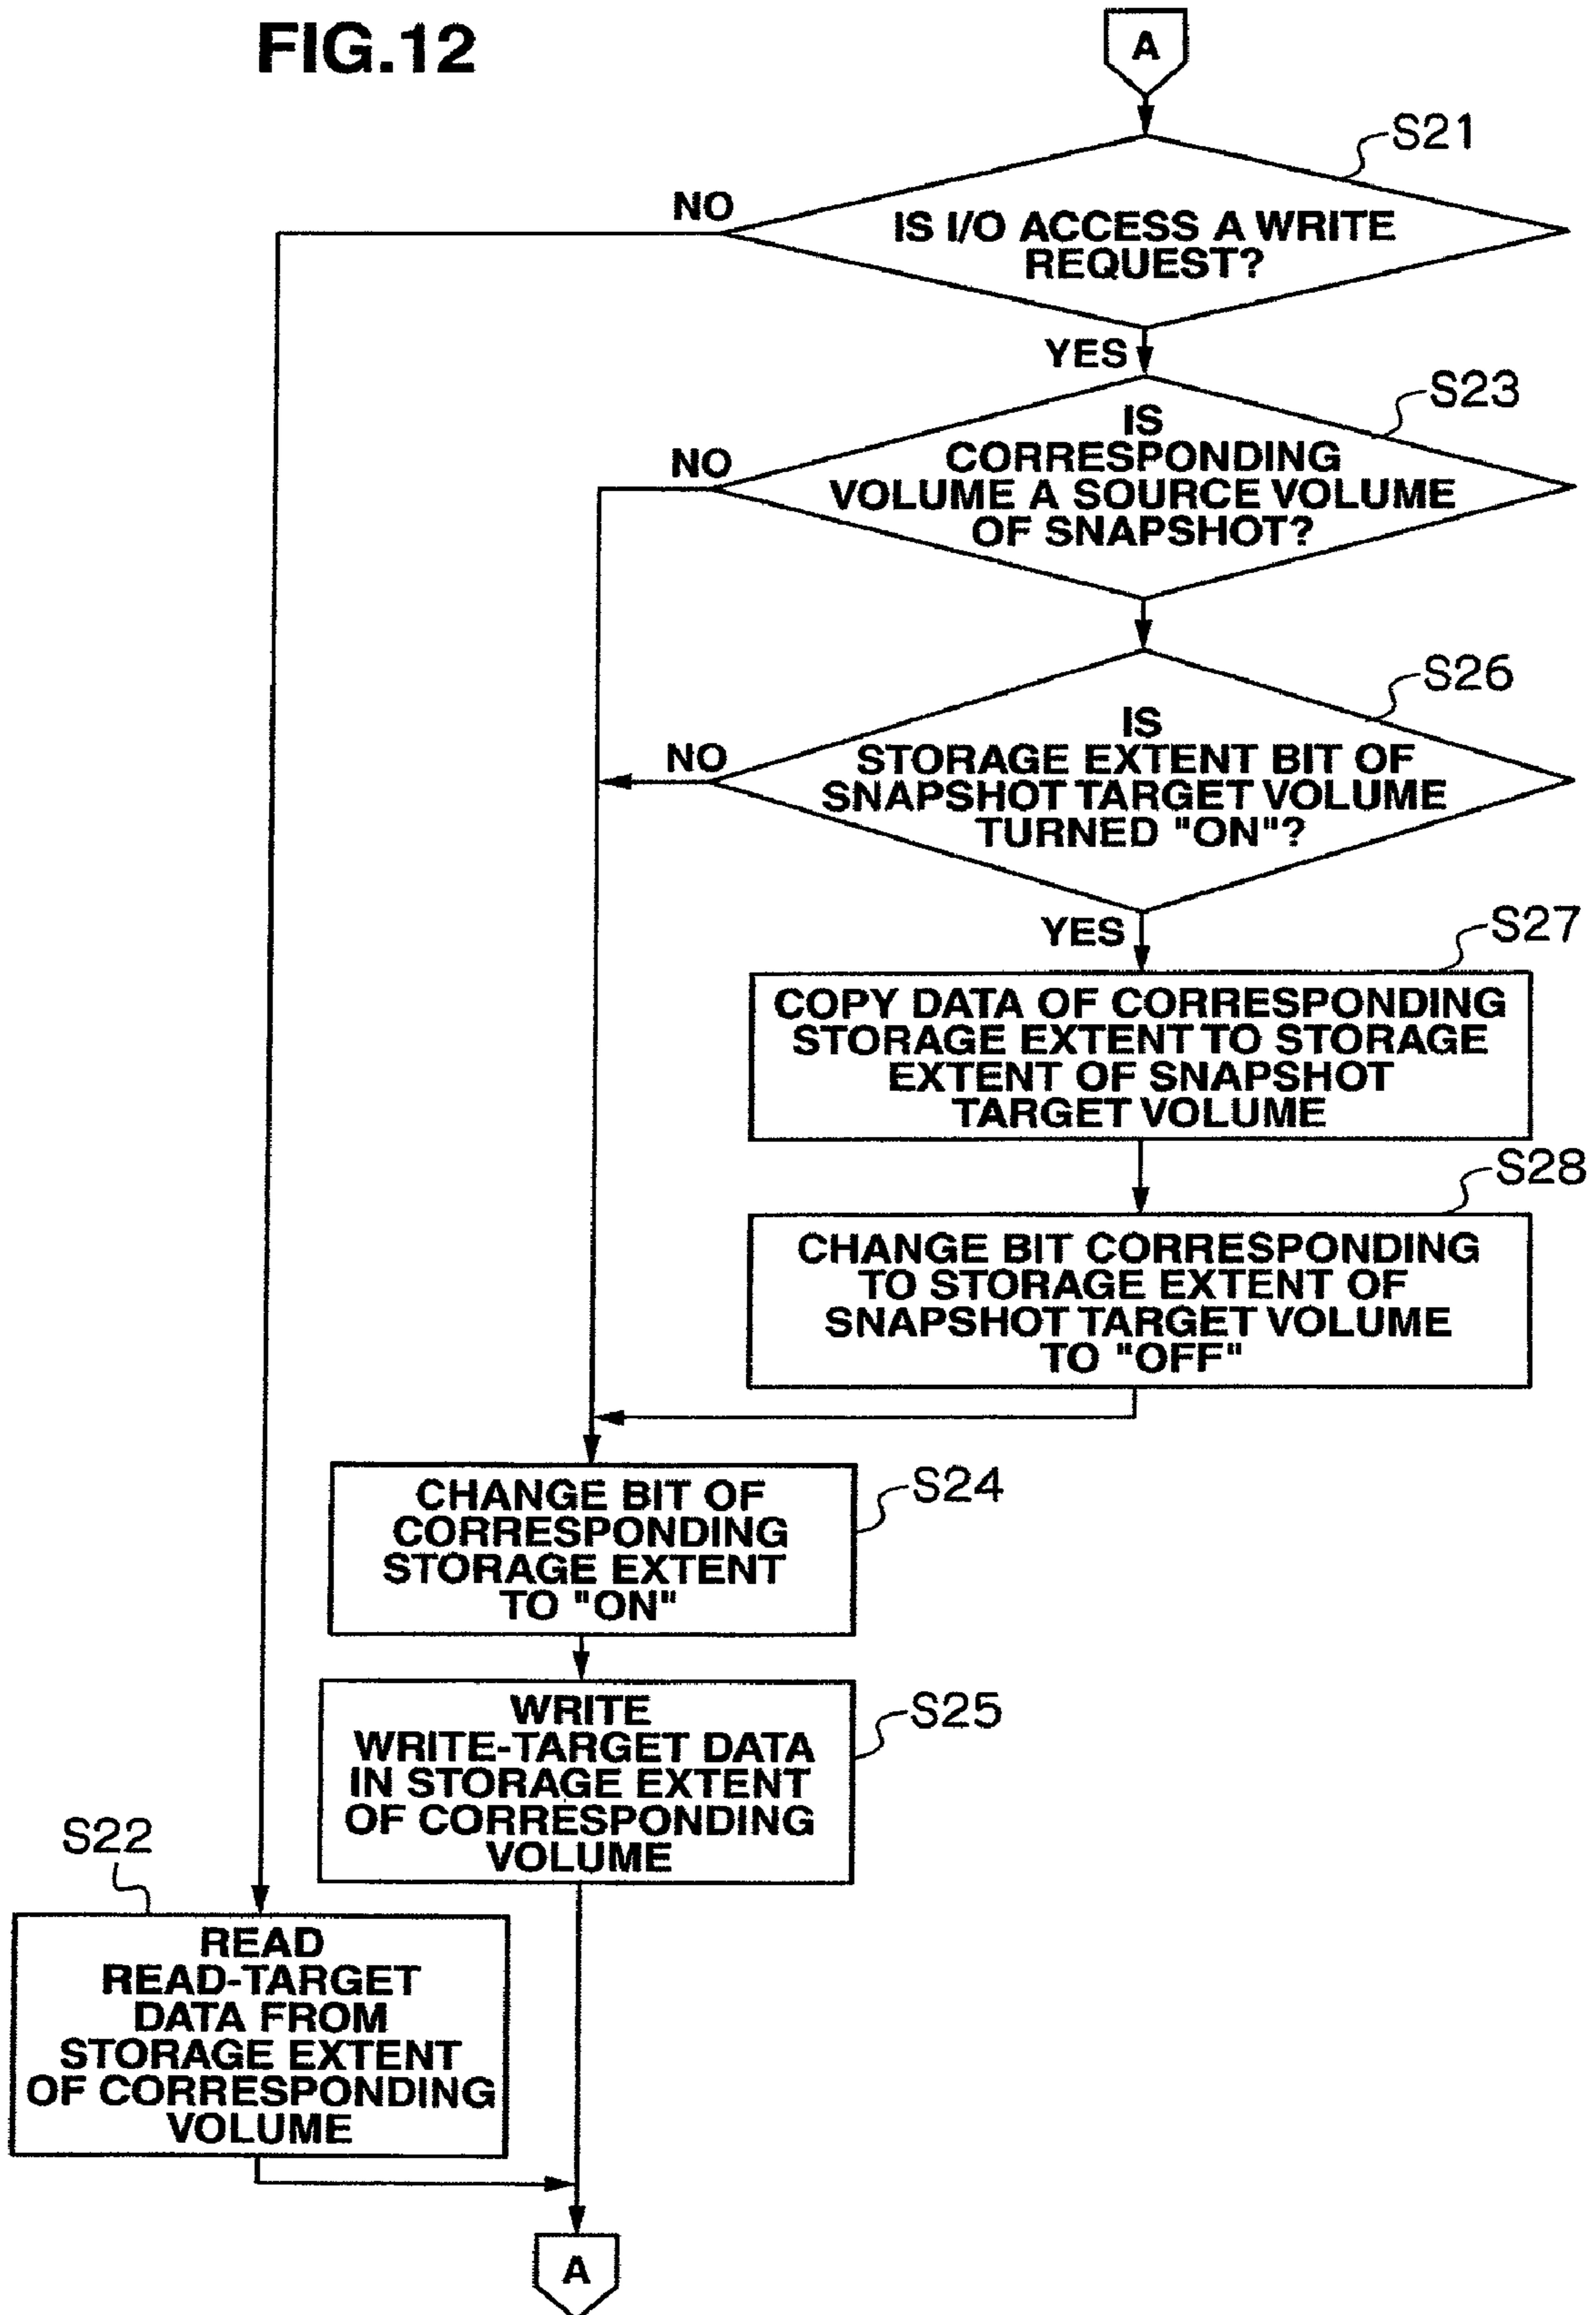 FIG.12
A
S21
NO
IS I/O ACCESS A WRITE
REQUEST?
YES
S23
NO
IS
CORRESPONDING
VOLUME A SOURCE VOLUME
OF SNAPSHOT?
S26
NO
IS
STORAGE EXTENT BIT OF
SNAPSHOT TARGET VOLUME
TURNED "ON"?
YES
S27
COPY DATA OF CORRESPONDING
STORAGE EXTENT TO STORAGE
EXTENT OF SNAPSHOT
TARGET VOLUME
S28
CHANGE BIT CORRESPONDING
TO STORAGE EXTENT OF
SNAPSHOT TARGET VOLUME
TO "OFF"
S24
CHANGE BIT OF
CORRESPONDING
STORAGE EXTENT
TO "ON"
S25
WRITE
WRITE-TARGET DATA
IN STORAGE EXTENT
OF CORRESPONDING
VOLUME
S22
READ
READ-TARGET
DATA FROM
STORAGE EXTENT
OF CORRESPONDING
VOLUME
A